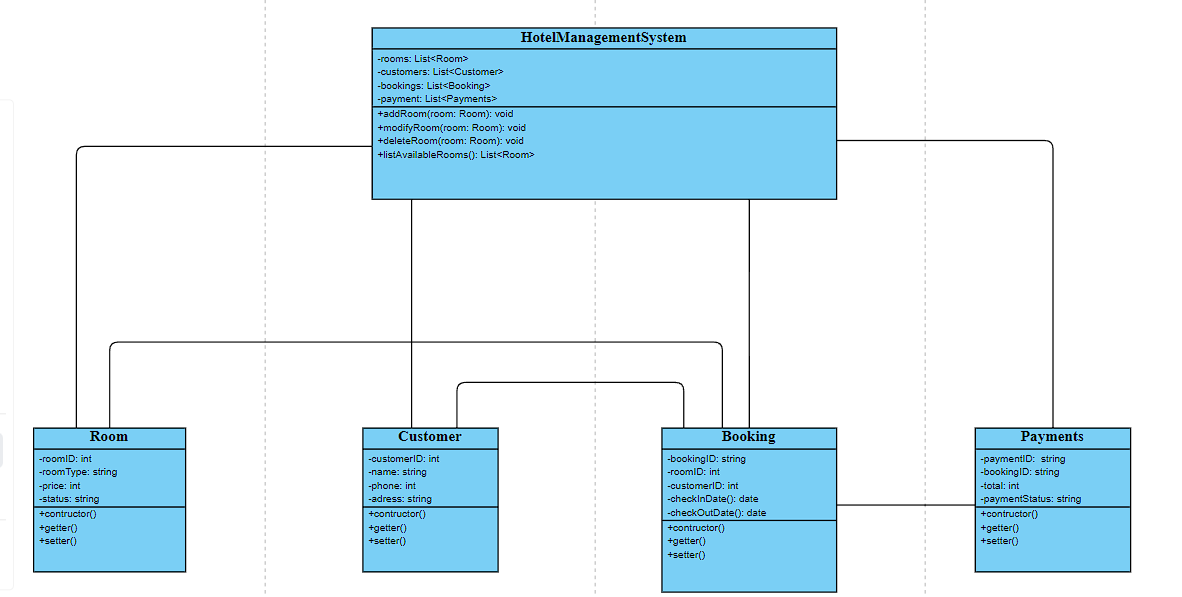 HotelManagementSystem
-rooms: List<Room>
-customers: List<Customer>
-bookings: List<Booking>
-payment: List<Payments>
+addRoom(room: Room): void
+modifyRoom(room: Room): void
+deleteRoom(room: Room): void
+listAvailableRooms(): List<Room>
Room
-roomID: int
-roomType: string
-price: int
-status: string
+contructor()
+getter()
+setter()
Customer
-customerID: int
-name: string
-phone: int
-adress: string
+contructor()
+getter()
+setter()
Booking
-bookingID: string
-roomID: int
-customerID: int
-checkInDate(): date
-checkOutDate(): date
+contructor()
+getter()
+setter()
Payments
-paymentID: string
-bookingID: string
-total: int
-paymentStatus: string
+contructor()
+getter()
+setter()